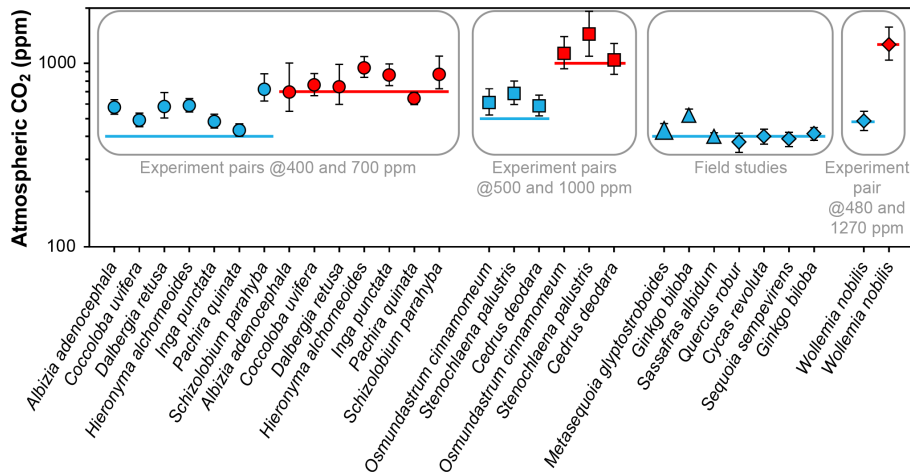 Atmospheric CO2 (ppm)
1000
100
Experiment pairs @400 and 700 ppm
Experiment pairs
@500 and 1000 ppm
Field studies
Experiment
pair
@480 and
1270 ppm
Albizia adenocephala
Coccoloba uvifera
Dalbergia retusa
Hieronyma alchorneoides
Inga punctata
Pachira quinata
Schizolobium parahyba
Albizia adenocephala
Coccoloba uvifera
Dalbergia retusa
Hieronyma alchorneoides
Inga punctata
Pachira quinata
Schizolobium parahyba
Osmundastrum cinnamomeum
Stenochlaena palustris
Cedrus deodara
Osmundastrum cinnamomeum
Stenochlaena palustris
Cedrus deodara
Metasequoia glyptostroboides
Ginkgo biloba
Sassafras albidum
Quercus robur
Cycas revoluta
Sequoia sempevirens
Ginkgo biloba
Wollemia nobilis
Wollemia nobilis